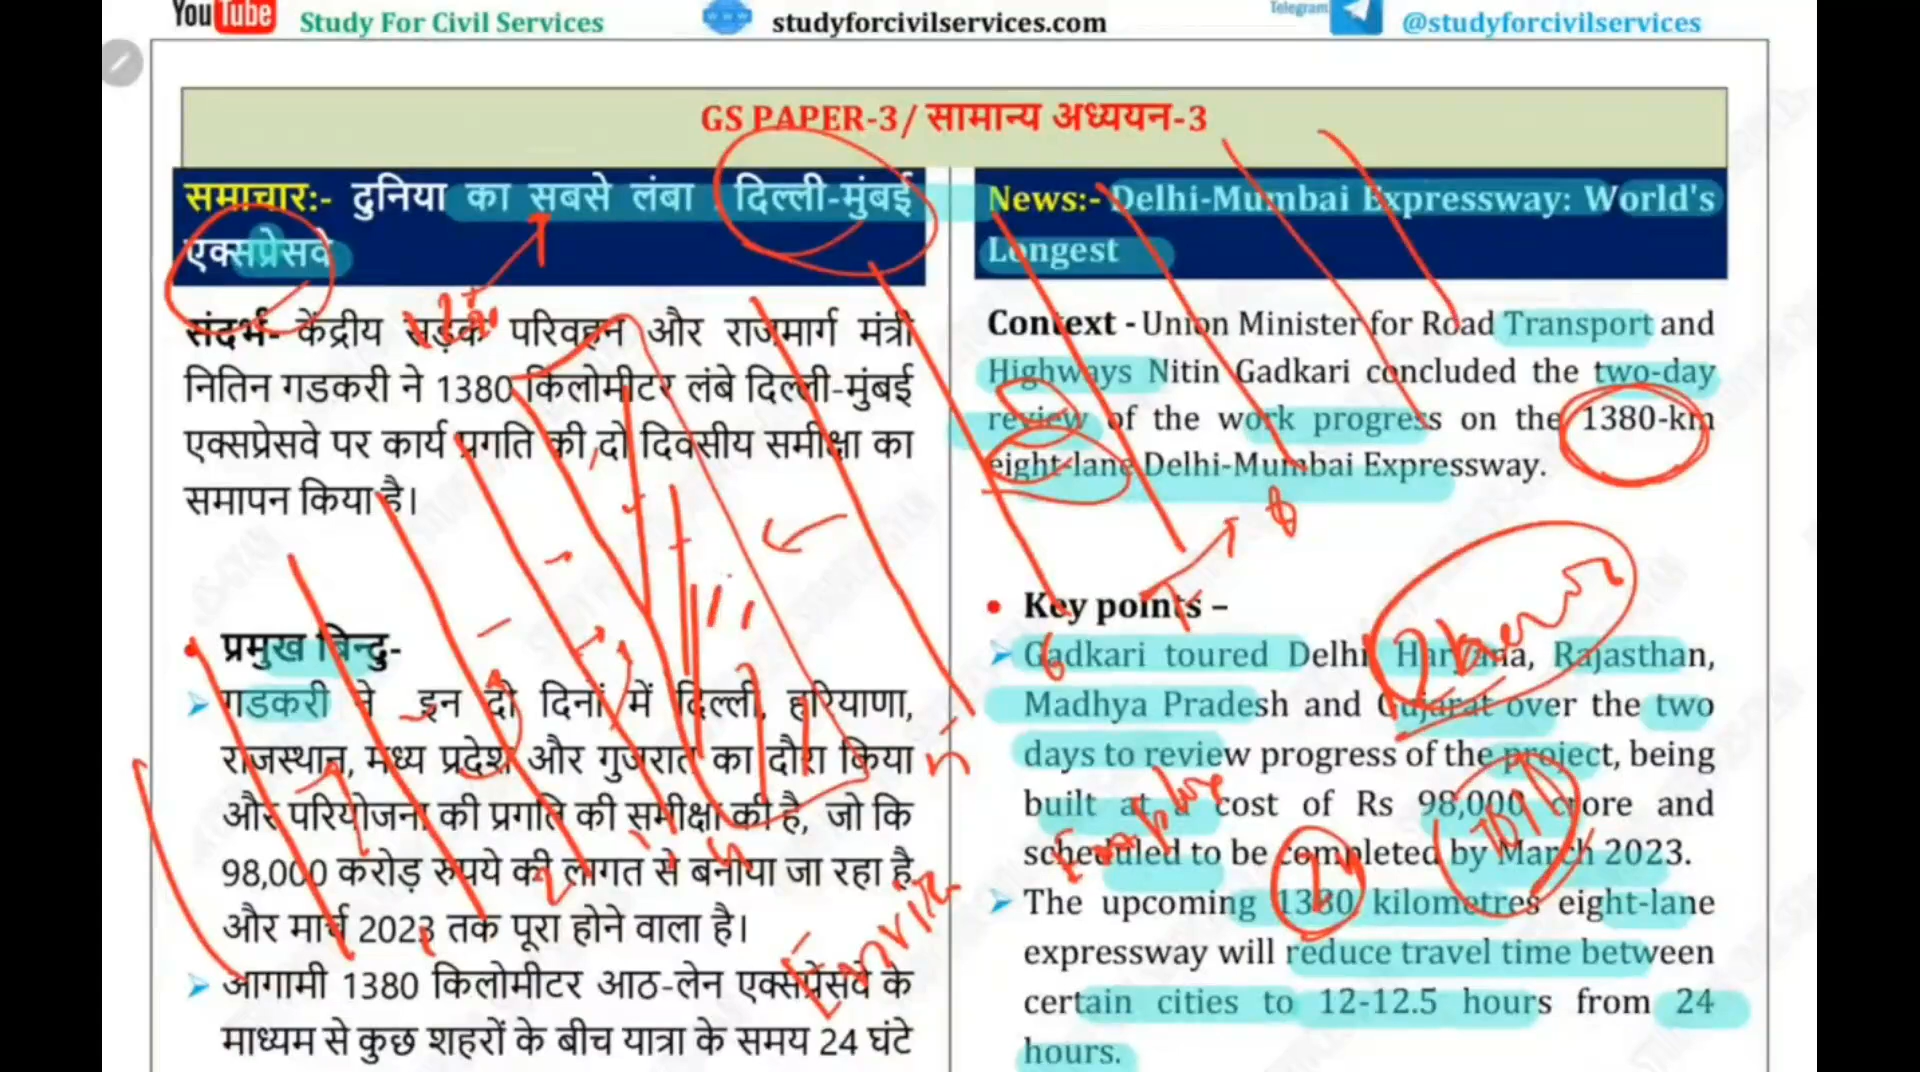 YouTube Study For Civil Services studyforcivilservices.com Telegram @studyforcivilservices
GS PAPER-3/ सामान्य अध्ययन-3
समाचार:- दुनिया का सबसे लंबा दिल्ली-मुंबई
एक्सप्रेसवे
संदर्भ- केंद्रीय सड़क परिवहन और राजमार्ग मंत्री
नितिन गडकरी ने 1380 किलोमीटर लंबे दिल्ली-मुंबई
एक्सप्रेसवे पर कार्य प्रगति की दो दिवसीय समीक्षा का
समापन किया है।
प्रमुख बिन्दु-
गडकरी ने इन दो दिनों में दिल्ली, हरियाणा,
राजस्थान, मध्य प्रदेश और गुजरात का दौरा किया
और परियोजना की प्रगति की समीक्षा की है, जो कि
98,000 करोड़ रुपये की लागत से बनाया जा रहा है
और मार्च 2023 तक पूरा होने वाला है।
आगामी 1380 किलोमीटर आठ-लेन एक्सप्रेसवे के
माध्यम से कुछ शहरों के बीच यात्रा के समय 24 घंटे
News:- Delhi-Mumbai Expressway: World's
Longest
Context - Union Minister for Road Transport and
Highways Nitin Gadkari concluded the two-day
review of the work progress on the 1380-km
eight-lane Delhi-Mumbai Expressway.
Key points –
Gadkari toured Delhi Haryana, Rajasthan,
Madhya Pradesh and Gujarat over the two
days to review progress of the project, being
built at a cost of Rs 98,000 crore and
scheduled to be completed by March 2023.
The upcoming 1380 kilometres eight-lane
expressway will reduce travel time between
certain cities to 12-12.5 hours from 24
hours.